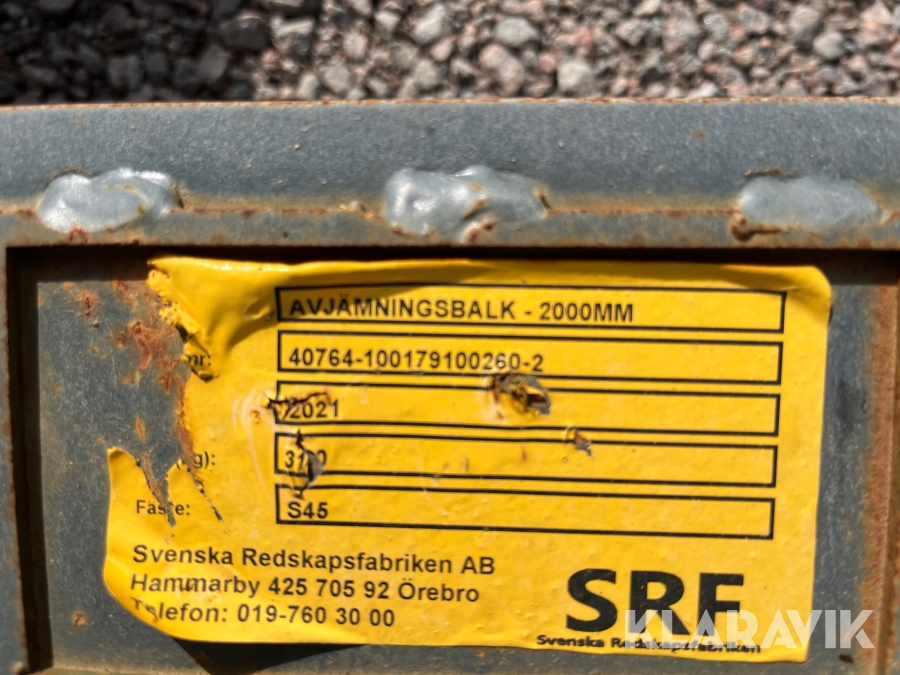 AVJÄMNINGSBALK - 2000MM
nr: 40764-100179100260-2
2021
g):
Fäste: S45
Svenska Redskapsfabriken AB
Hammarby 425 705 92 Örebro
Telefon: 019-760 30 00
SRF
Svenska Redskapsfabriken
KLARAVIK